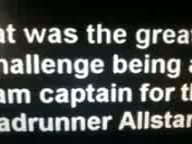 at was the grea
hallenge being a
am captain for th
adrunner Allstar